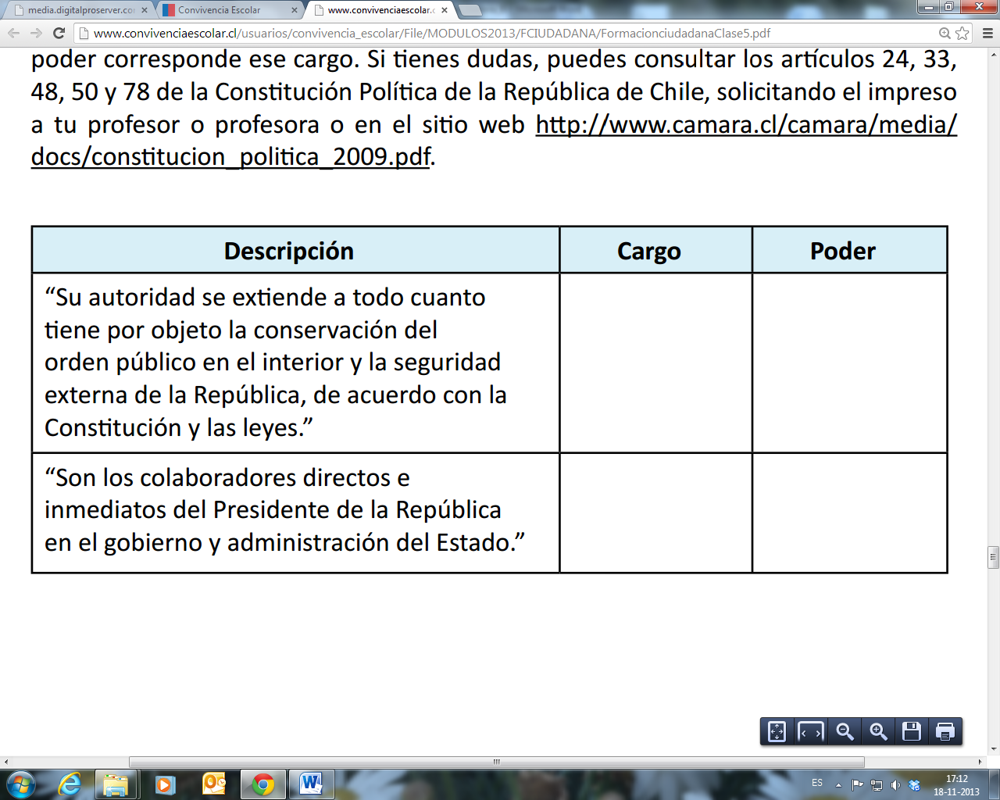 media.digitalproserver.co
Convivencia Escolar
www.convivenciaescolar.c
www.convivenciaescolar.cl/usuarios/convivencia_escolar/File/MODULOS2013/FCIUDADANA/FormacionciudadanaClase5.pdf
poder corresponde ese cargo. Si tienes dudas, puedes consultar los artículos 24, 33,
48, 50 y 78 de la Constitución Política de la República de Chile, solicitando el impreso
a tu profesor o profesora o en el sitio web http://www.camara.cl/camara/media/
docs/constitucion_politica_2009.pdf.
Descripción Cargo Poder
“Su autoridad se extiende a todo cuanto
tiene por objeto la conservación del
orden público en el interior y la seguridad
externa de la República, de acuerdo con la
Constitución y las leyes.”
“Son los colaboradores directos e
inmediatos del Presidente de la República
en el gobierno y administración del Estado.”
ES
17:12
18-11-2013